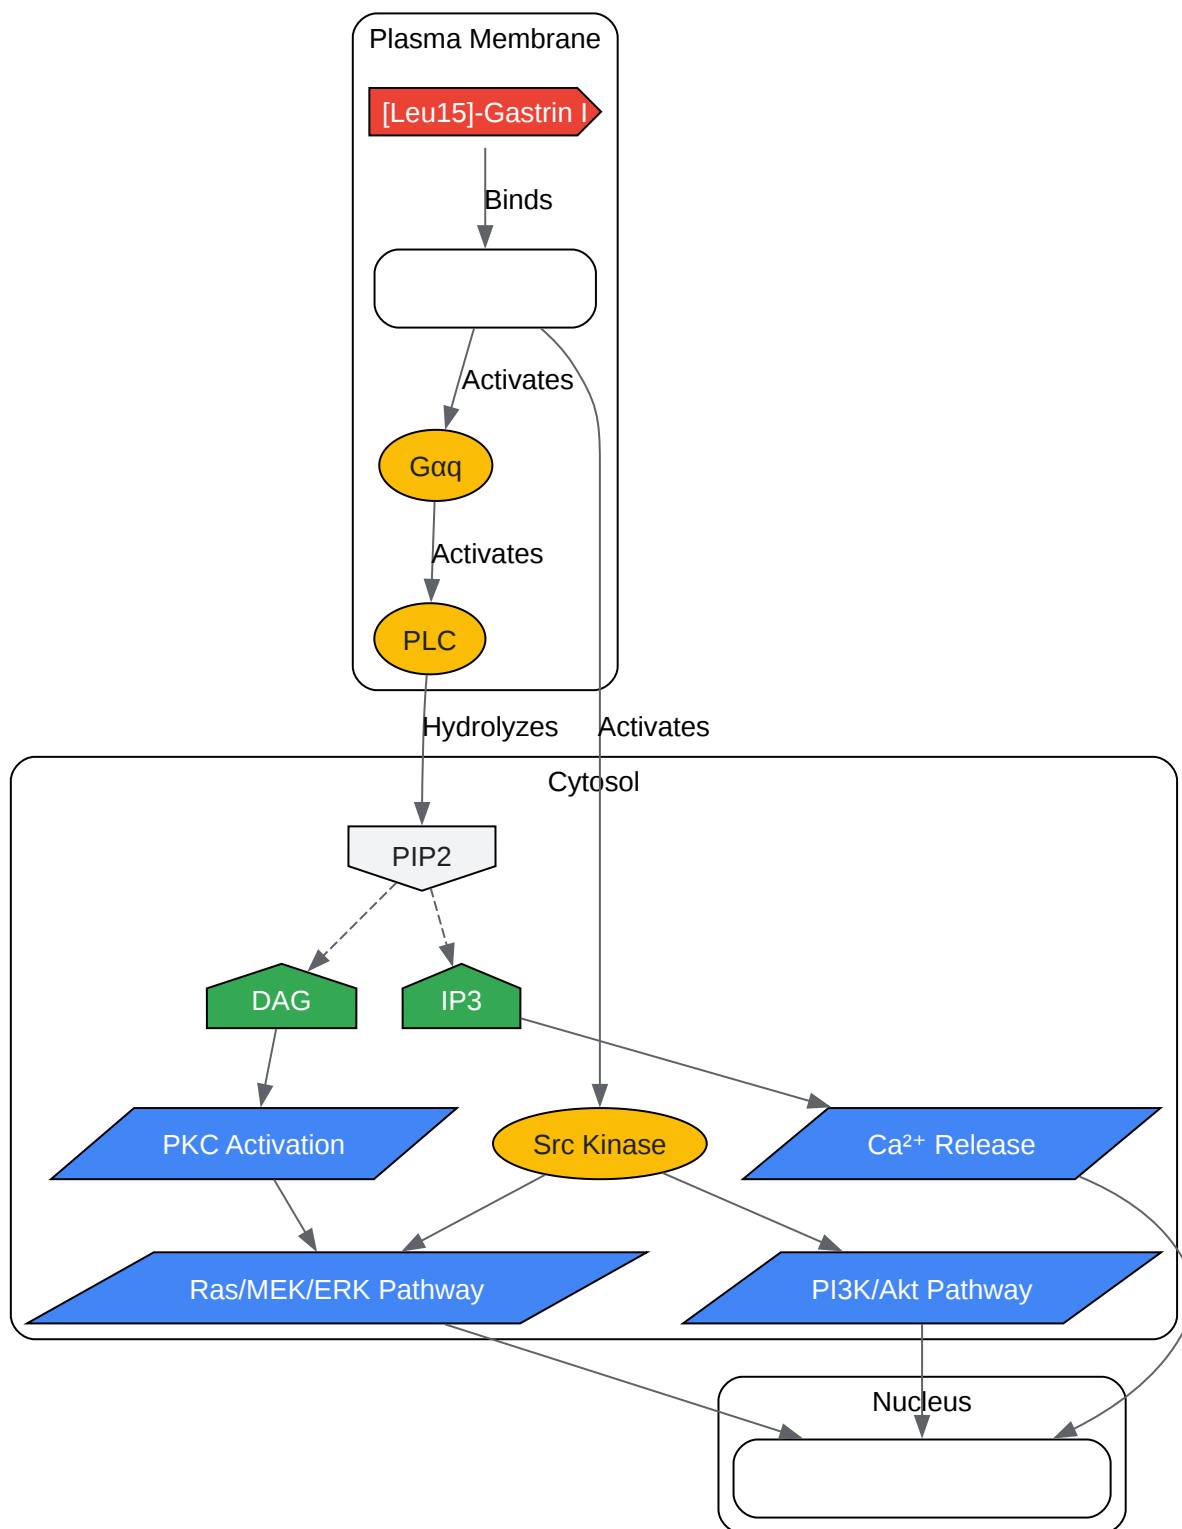 Plasma Membrane
[Leu15]-Gastrin I
Binds
Activates
Gαq
Activates
PLC
Hydrolyzes
Activates
Cytosol
PIP2
DAG
IP3
PKC Activation
Src Kinase
Ca²⁺ Release
Ras/MEK/ERK Pathway
PI3K/Akt Pathway
Nucleus